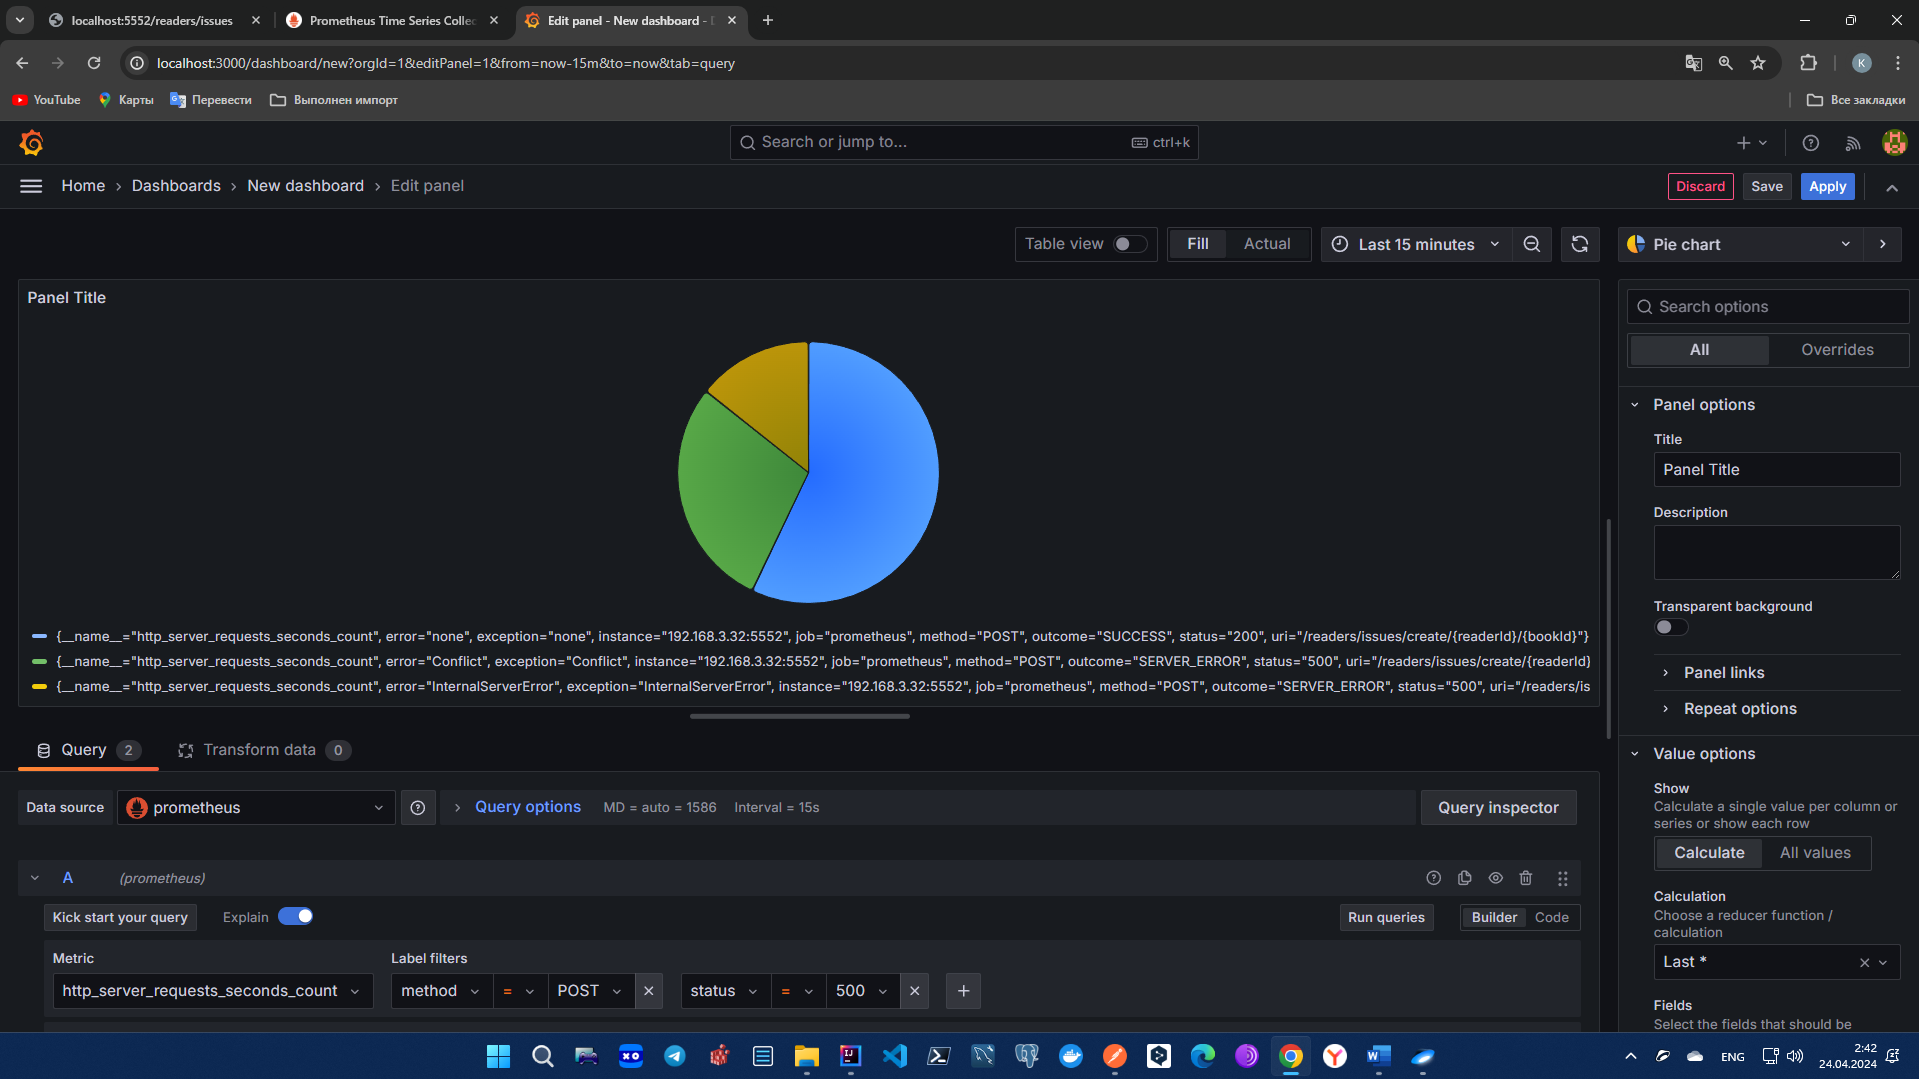 localhost:5552/readers/issues
Prometheus Time Series Collec
Edit panel - New dashboard - D
localhost:3000/dashboard/new?orgId=1&editPanel=1&from=now-15m&to=now&tab=query
K
YouTube
Карты
Перевести
Выполнен импорт
Все закладки
Search or jump to...
ctrl+k
Home > Dashboards > New dashboard > Edit panel
Discard
Save
Apply
Table view
Fill
Actual
Last 15 minutes
Pie chart
Panel Title
Search options
All
Overrides
Panel options
Title
Panel Title
Description
Transparent background
{__name__="http_server_requests_seconds_count", error="none", exception="none", instance="192.168.3.32:5552", job="prometheus", method="POST", outcome="SUCCESS", status="200", uri="/readers/issues/create/{readerId}/{bookId}"}
{__name__="http_server_requests_seconds_count", error="Conflict", exception="Conflict", instance="192.168.3.32:5552", job="prometheus", method="POST", outcome="SERVER_ERROR", status="500", uri="/readers/issues/create/{readerId}
{__name__="http_server_requests_seconds_count", error="InternalServerError", exception="InternalServerError", instance="192.168.3.32:5552", job="prometheus", method="POST", outcome="SERVER_ERROR", status="500", uri="/readers/is
Panel links
Repeat options
Value options
Show
Calculate a single value per column or
series or show each row
Calculate
All values
Calculation
Choose a reducer function /
calculation
Last *
Fields
Select the fields that should be
Query 2
Transform data 0
Data source
prometheus
Query options
MD = auto = 1586
Interval = 15s
Query inspector
A
(prometheus)
Kick start your query
Explain
Run queries
Builder
Code
Metric
Label filters
http_server_requests_seconds_count
method
=
POST
status
=
500
ENG
2:42
24.04.2024